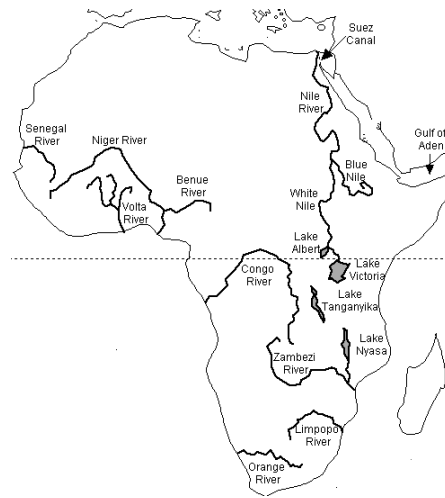 Suez
Canal
Nile
River
Senegal
River
Niger River
Gulf of
Aden
Blue
Nile
Benue
River
Volta
River
White
Nile
Lake
Albert
Lake
Victoria
Congo
River
Lake
Tanganyika
Lake
Nyasa
Zambezi
River
Limpopo
River
Orange
River